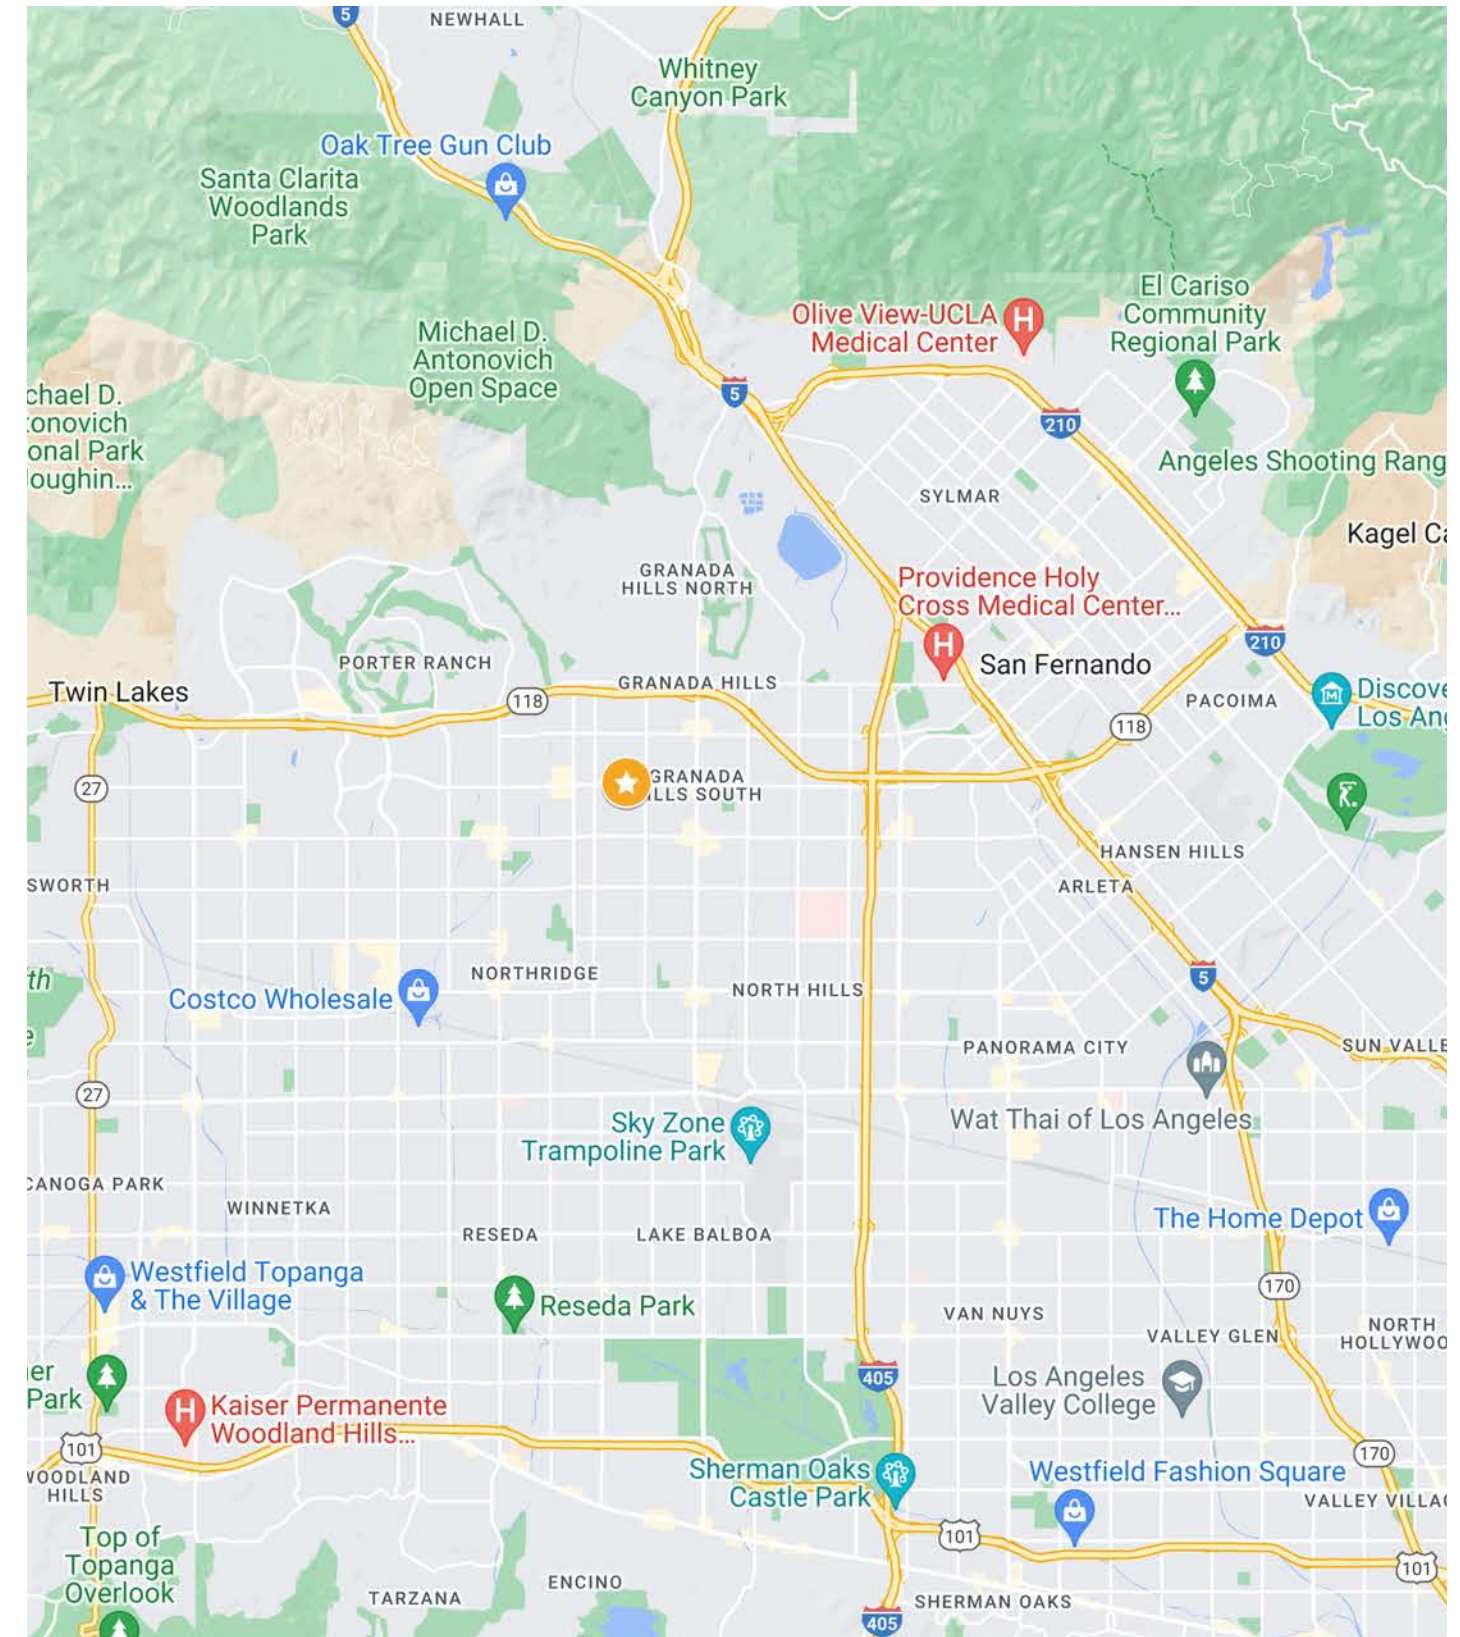 5
NEWHALL
Whitney
Canyon Park
Oak Tree Gun Club
Santa Clarita
Woodlands
Park
El Cariso
Community
Regional Park
Olive View-UCLA
Medical Center
H
Michael D.
Antonovich
Open Space
5
210
chael D.
tonovich
onal Park
oughin...
Angeles Shooting Rang
SYLMAR
Kagel Ca
GRANADA
HILLS NORTH
Providence Holy
Cross Medical Center...
H
210
PORTER RANCH
San Fernando
Twin Lakes
GRANADA HILLS
118
PACOIMA
Discove
Los Ang
M
118
GRANADA
ILLS SOUTH
27
HANSEN HILLS
ARLETA
SWORTH
NORTHRIDGE
th
5
Costco Wholesale
NORTH HILLS
e
PANORAMA CITY
SUN VALLE
27
Wat Thai of Los Angeles
Sky Zone
Trampoline Park
CANOGA PARK
WINNETKA
The Home Depot
RESEDA
LAKE BALBOA
Westfield Topanga
& The Village
170
Reseda Park
VAN NUYS
VALLEY GLEN
NORTH
HOLLYWOO
er
Park
405
Los Angeles
Valley College
H
Kaiser Permanente
Woodland Hills...
101
170
WOODLAND
HILLS
Sherman Oaks
Castle Park
Westfield Fashion Square
VALLEY VILLAG
Top of
Topanga
Overlook
101
101
TARZANA
ENCINO
SHERMAN OAKS
405